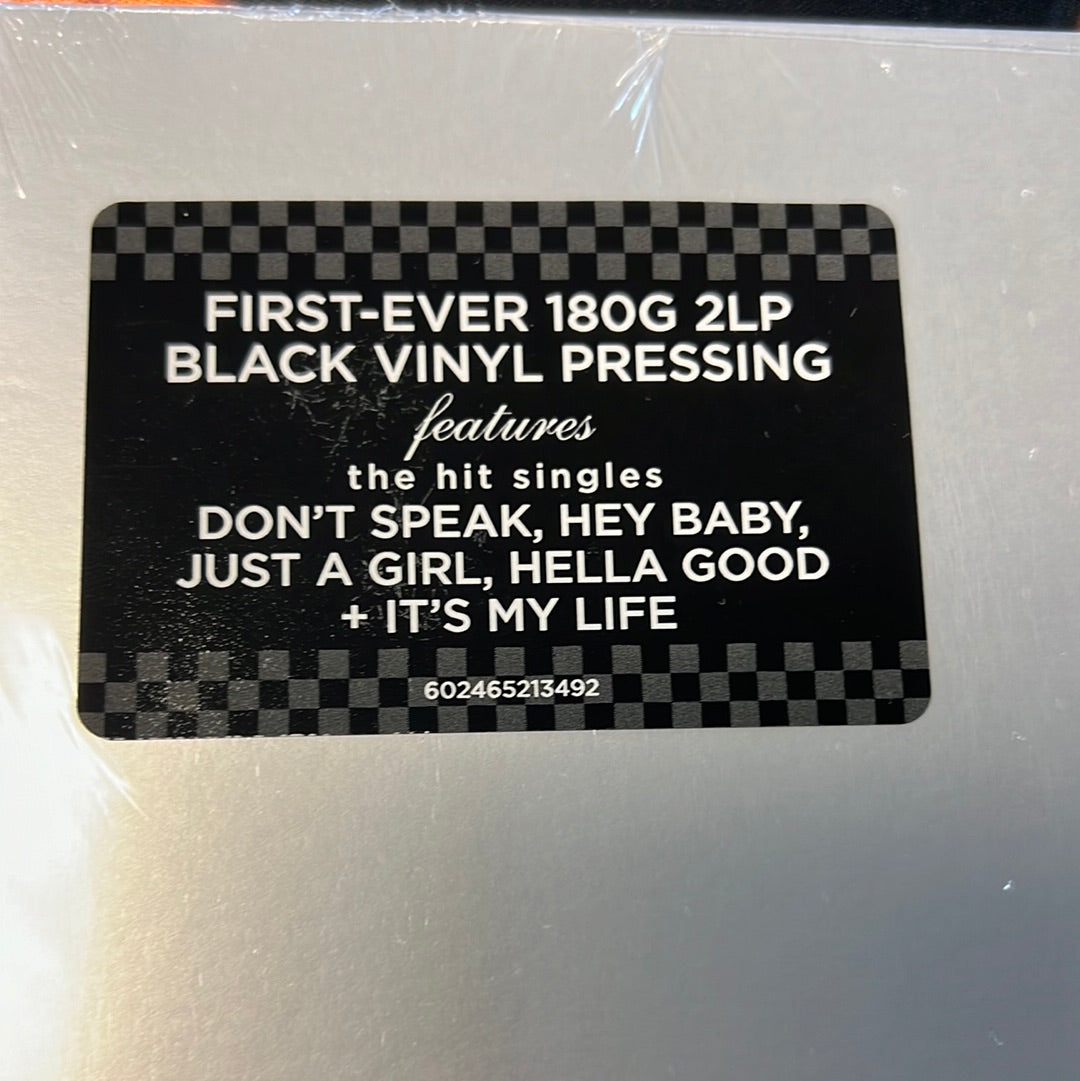 FIRST-EVER 180G 2LP
BLACK VINYL PRESSING
features
the hit singles
DON'T SPEAK, HEY BABY,
JUST A GIRL, HELLA GOOD
+ IT'S MY LIFE
602465213492